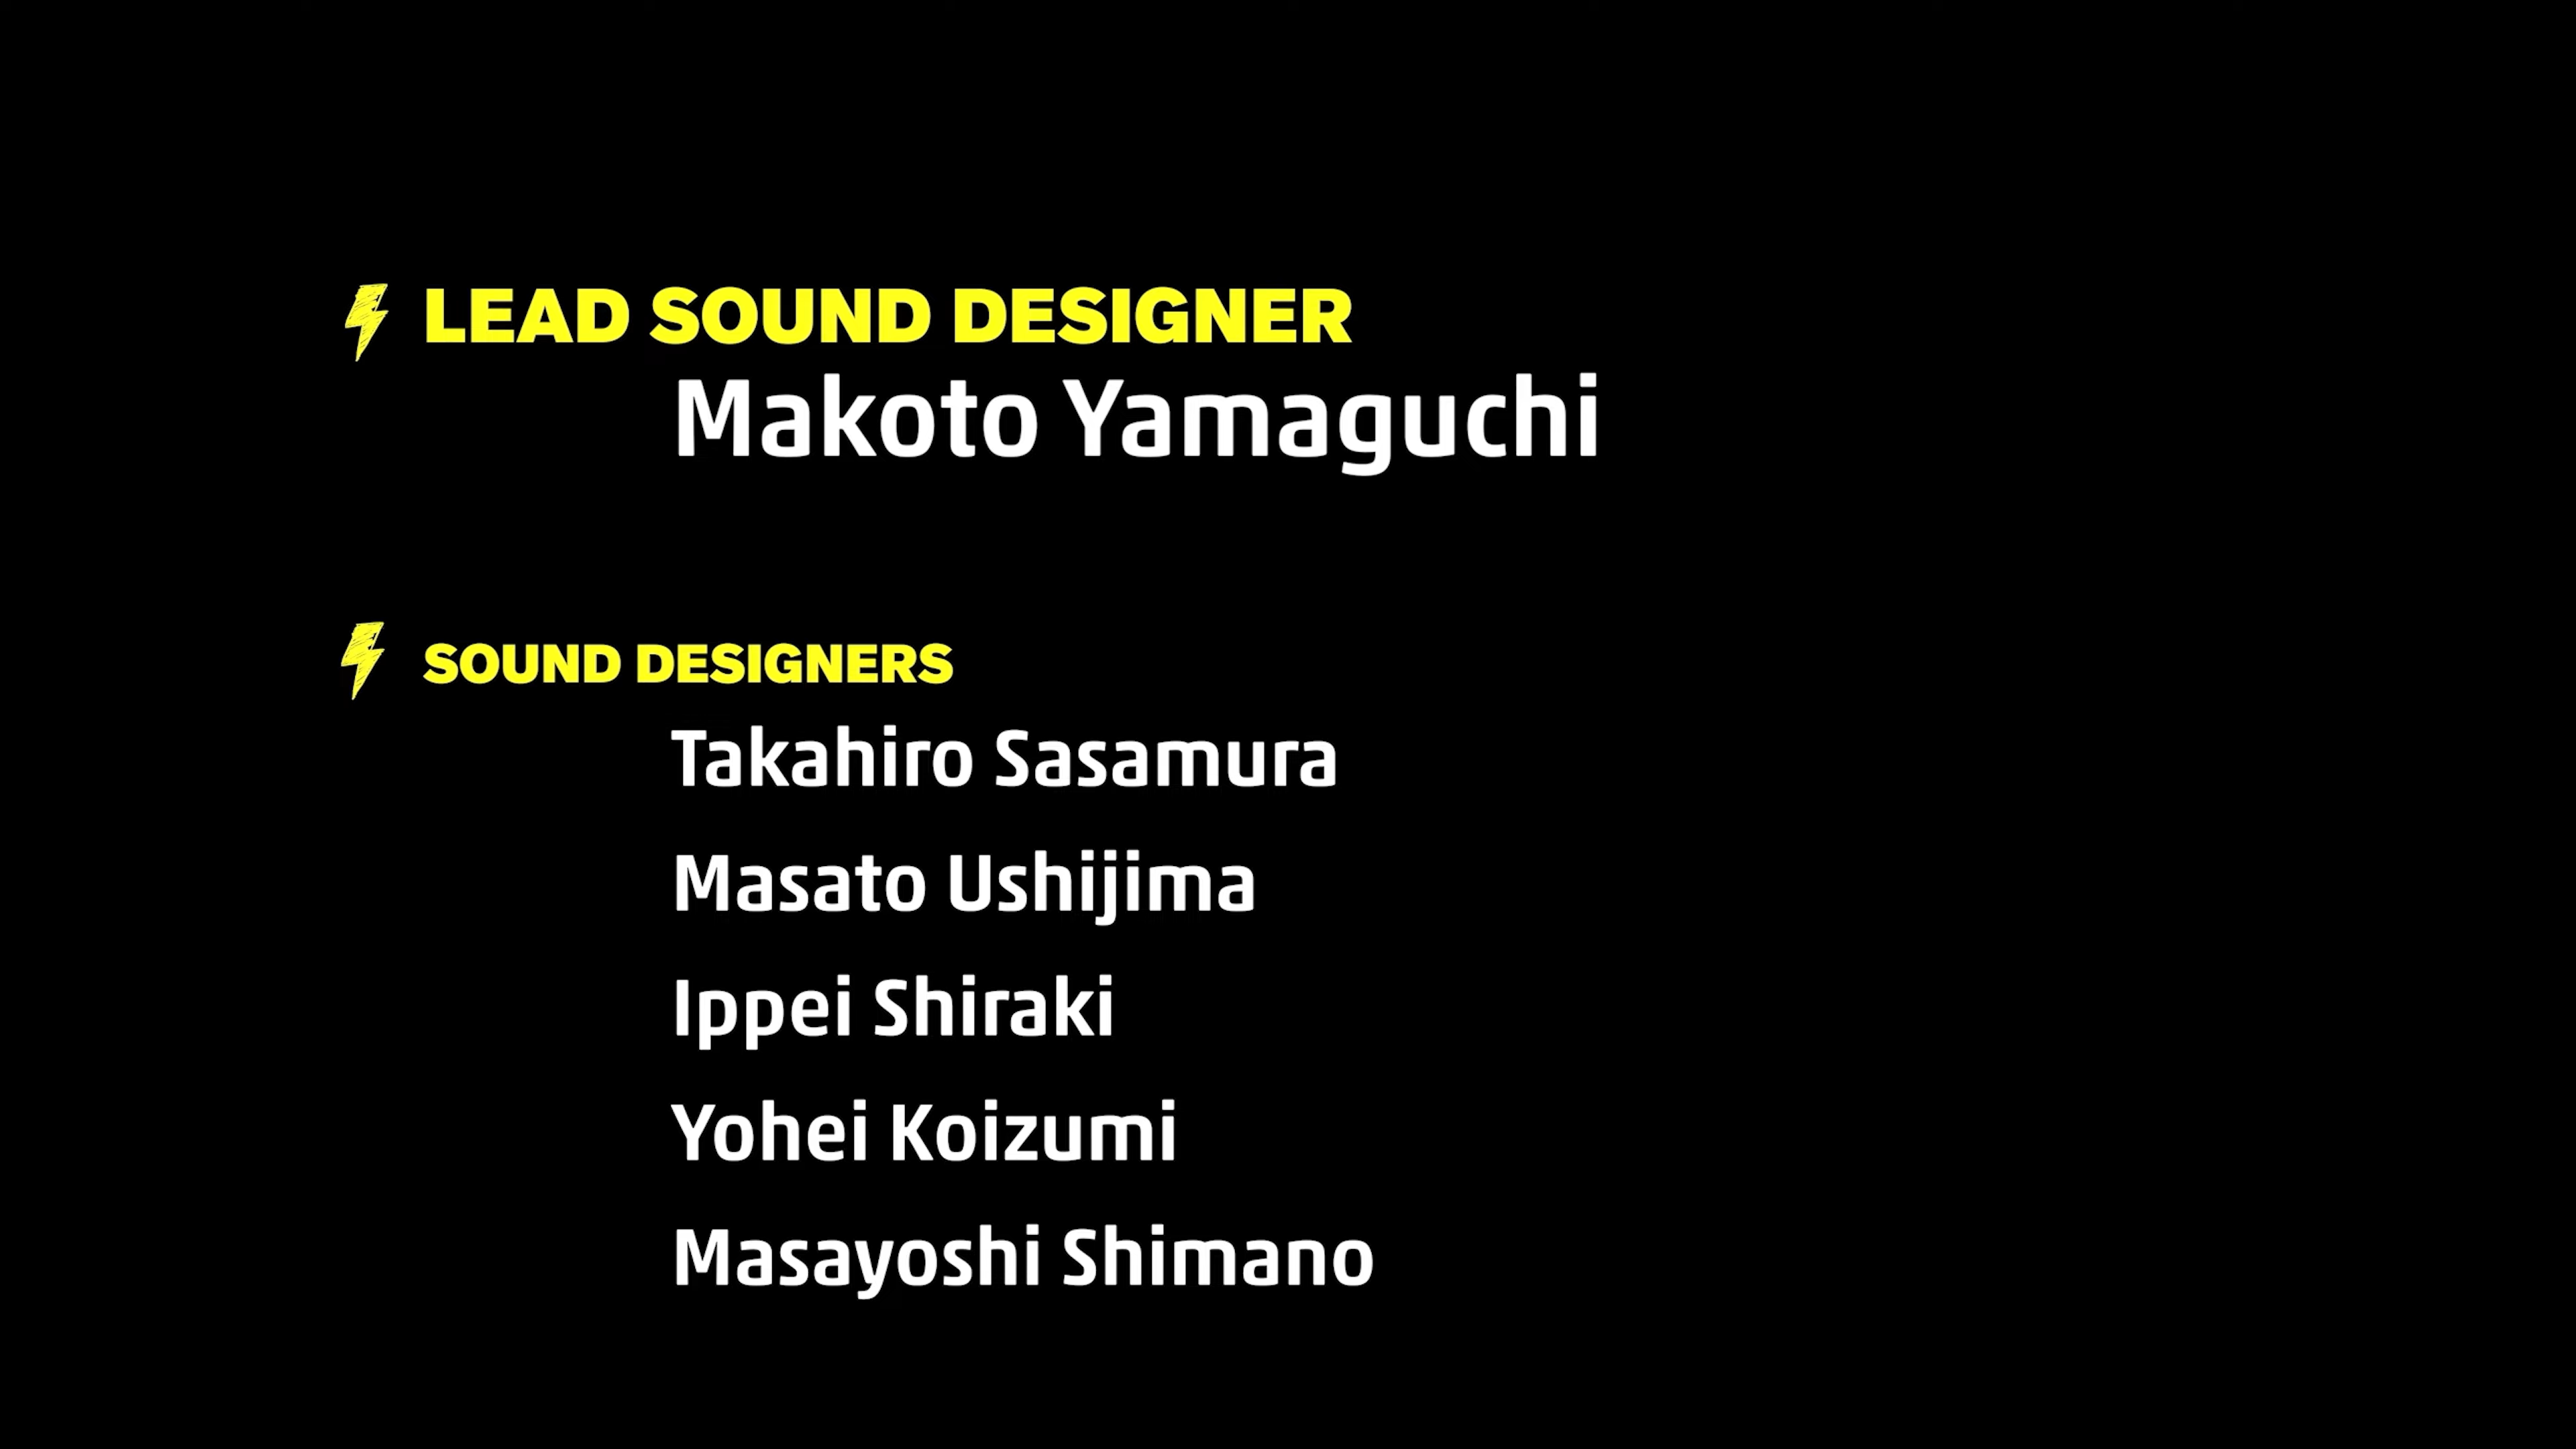 LEAD SOUND DESIGNER
Makoto Yamaguchi
SOUND DESIGNERS
Takahiro Sasamura
Masato Ushijima
Ippei Shiraki
Yohei Koizumi
Masayoshi Shimano